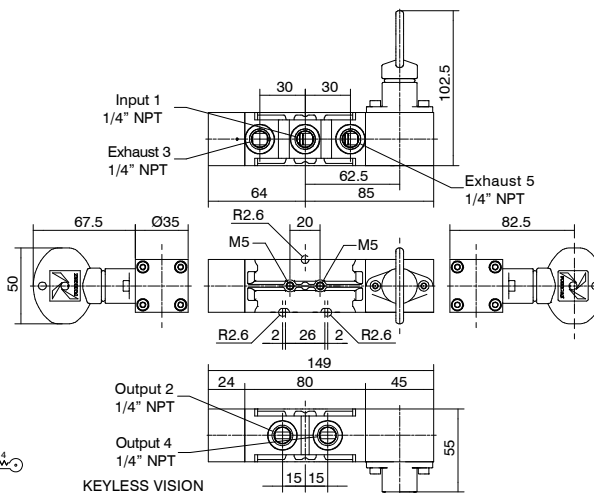 102.5
30 30
Input 1
1/4" NPT
Exhaust 3
1/4" NPT
62.5
Exhaust 5
1/4" NPT
64 85
67.5 Ø35
R2.6
20
82.5
M5 M5
50
R2.6 2 26 2 R2.6
149
24 80 45
Output 2
1/4" NPT
Output 4
1/4" NPT
55
4
15 15
KEYLESS VISION